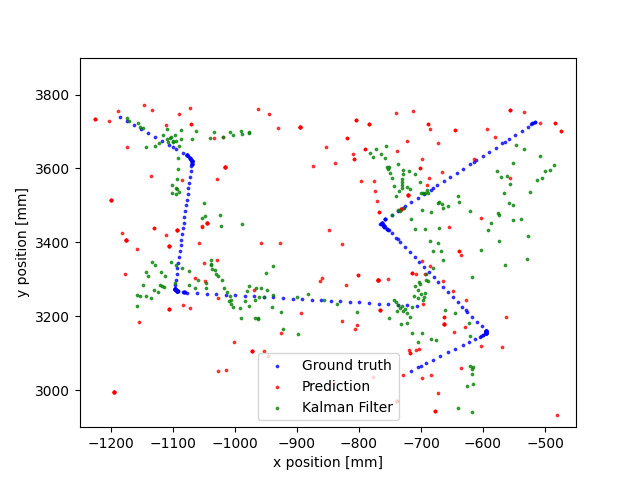 3800
3600
3400
3200
3000
y position [mm]
Ground truth
Prediction
Kalman Filter
−1200 −1100 −1000 −900 −800 −700 −600 −500
x position [mm]